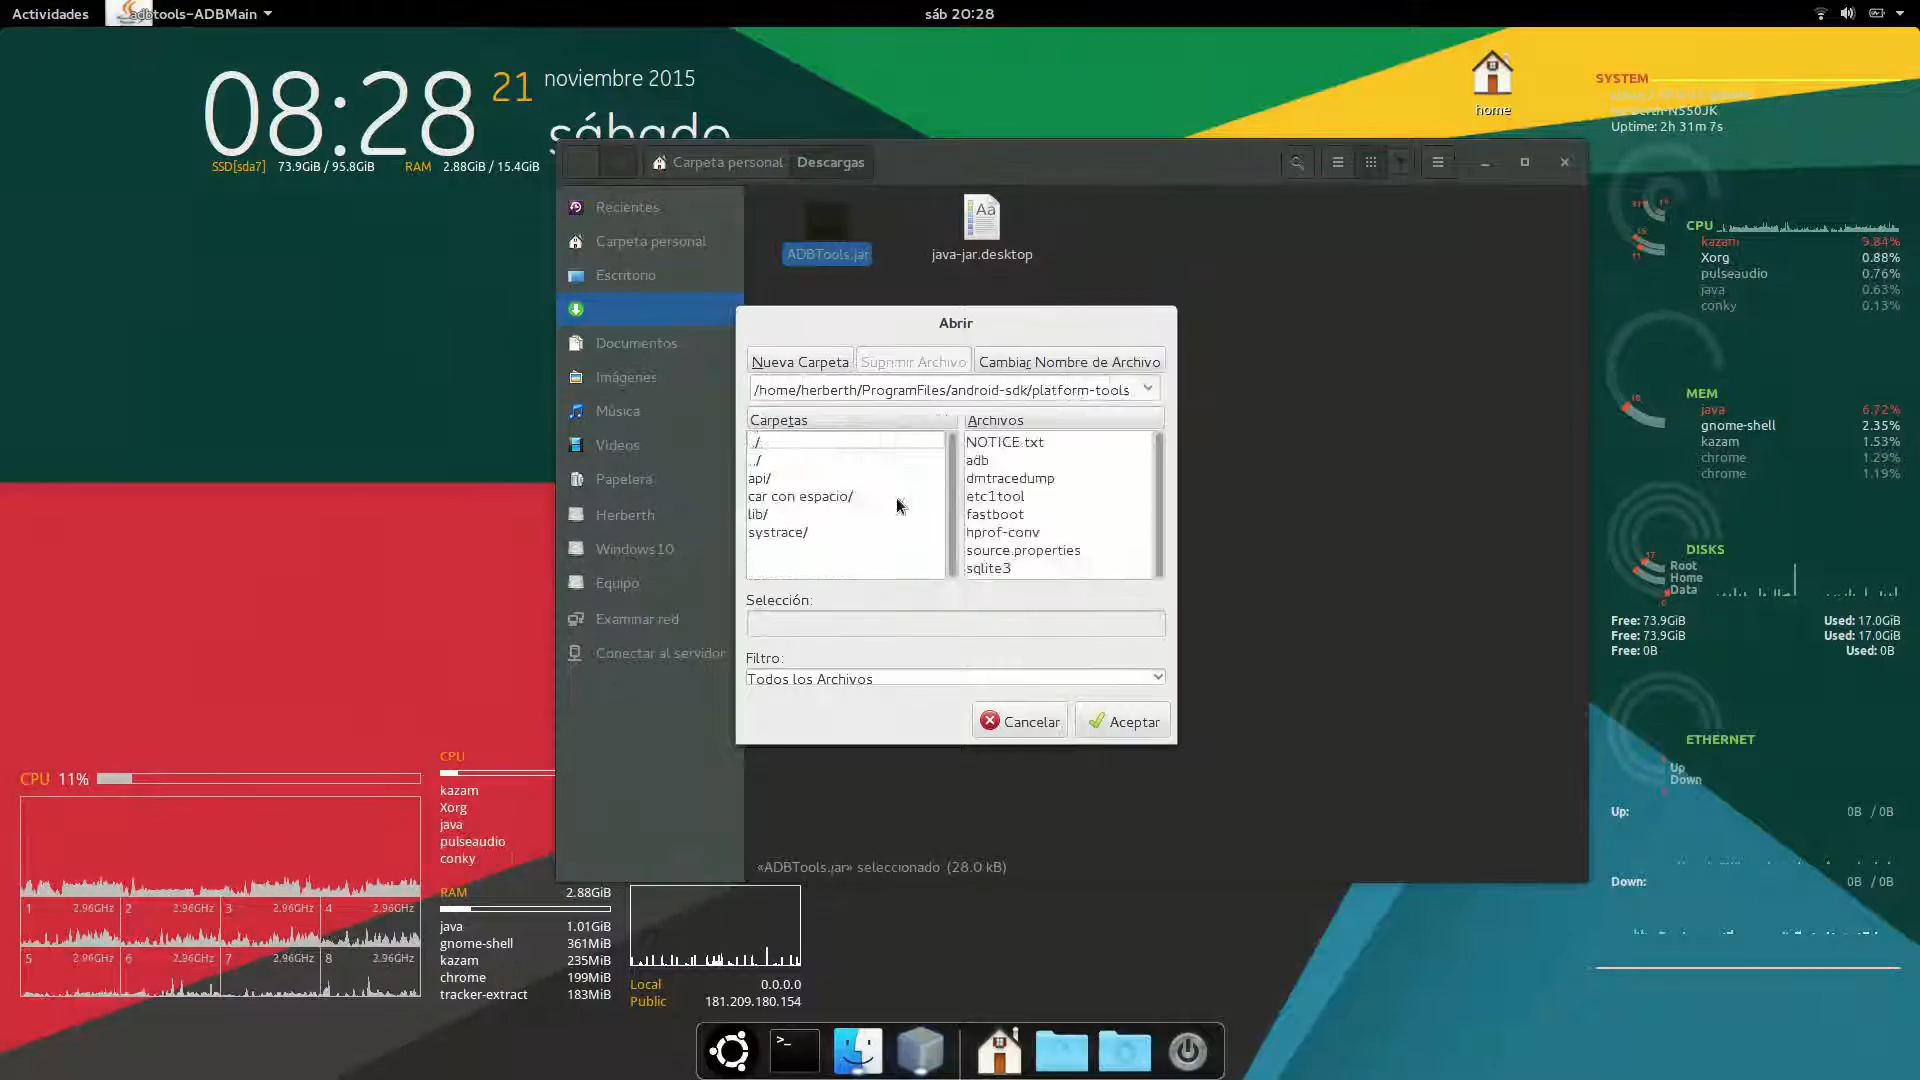 Actividades
adbtools-ADBMain
sáb 20:28
08:28
21
noviembre 2015
sábado
SSD[sda7] 73.9GiB / 95.8GiB RAM 2.88GiB / 15.4GiB
home
Carpeta personal
Descargas
Recientes
Carpeta personal
Escritorio
Documentos
Imágenes
Música
Vídeos
Papelera
Herberth
Windows10
Equipo
Examinar red
Conectar al servidor
ADBTools.jar
java-jar.desktop
«ADBTools.jar» seleccionado (28.0 kB)
Abrir
Nueva Carpeta
Suprimir Archivo
Cambiar Nombre de Archivo
/home/herberth/ProgramFiles/android-sdk/platform-tools
Carpetas
./
../
api/
car con espacio/
lib/
systrace/
Archivos
NOTICE.txt
adb
dmtracedump
etc1tool
fastboot
hprof-conv
source.properties
sqlite3
Selección:
Filtro:
Todos los Archivos
Cancelar
Aceptar
SYSTEM
N550JK
Uptime: 2h 31m 7s
CPU
kazam 9.84%
Xorg 0.88%
pulseaudio 0.76%
java 0.63%
conky 0.13%
MEM
java 6.72%
gnome-shell 2.35%
kazam 1.53%
chrome 1.29%
chrome 1.19%
DISKS
Root
Home
Data
Free: 73.9GiB Used: 17.0GiB
Free: 73.9GiB Used: 17.0GiB
Free: 0B Used: 0B
ETHERNET
Up
Down
Up: 0B / 0B
Down: 0B / 0B
CPU 11%
1 2.96GHz 2 2.96GHz 3 2.96GHz 4 2.96GHz
5 2.96GHz 6 2.96GHz 7 2.96GHz 8 2.96GHz
CPU
kazam
Xorg
java
pulseaudio
conky
RAM 2.88GiB
java 1.01GiB
gnome-shell 361MiB
kazam 235MiB
chrome 199MiB
tracker-extract 183MiB
Local 0.0.0.0
Public 181.209.180.154